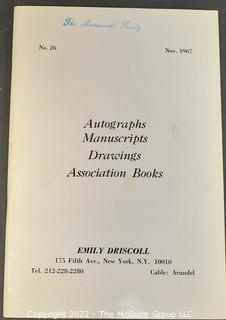 The Manuscript Society
No. 26 Nov. 1967
Autographs
Manuscripts
Drawings
Association Books
EMILY DRISCOLL
175 Fifth Ave., New York, N.Y. 10010
Tel. 212-228-2280 Cable: Arundel
Copyright 2022 - The McGuire Group LLC